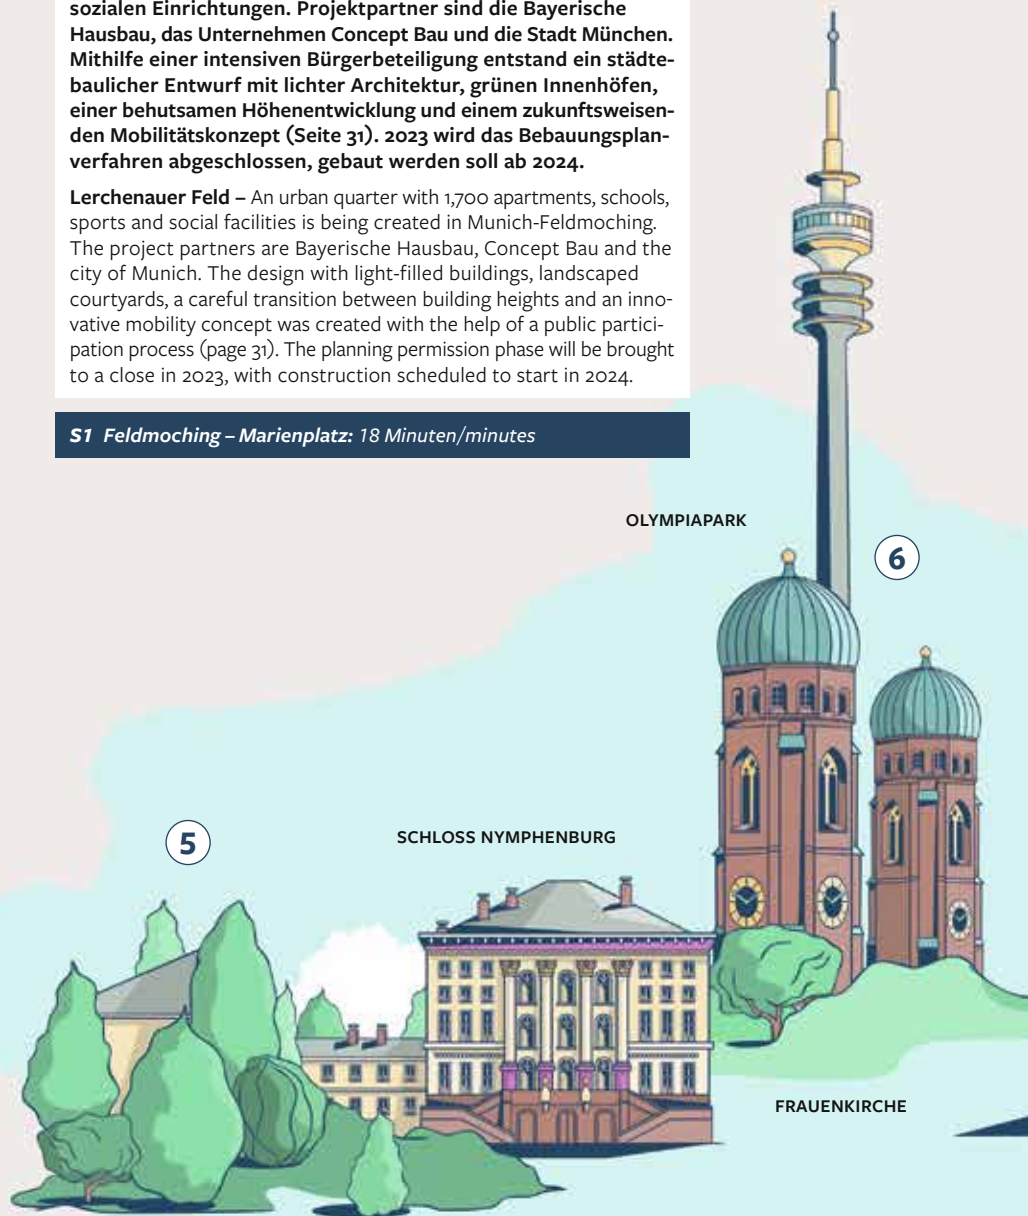 sozialen Einrichtungen. Projektpartner sind die Bayerische
Hausbau, das Unternehmen Concept Bau und die Stadt München.
Mithilfe einer intensiven Bürgerbeteiligung entstand ein städte-
baulicher Entwurf mit lichter Architektur, grünen Innenhöfen,
einer behutsamen Höhenentwicklung und einem zukunftsweisen-
den Mobilitätskonzept (Seite 31). 2023 wird das Bebauungsplan-
verfahren abgeschlossen, gebaut werden soll ab 2024.
Lerchenauer Feld – An urban quarter with 1,700 apartments, schools,
sports and social facilities is being created in Munich-Feldmoching.
The project partners are Bayerische Hausbau, Concept Bau and the
city of Munich. The design with light-filled buildings, landscaped
courtyards, a careful transition between building heights and an inno-
vative mobility concept was created with the help of a public partici-
pation process (page 31). The planning permission phase will be brought
to a close in 2023, with construction scheduled to start in 2024.
S1 Feldmoching – Marienplatz: 18 Minuten/minutes
OLYMPIAPARK
6
5
SCHLOSS NYMPHENBURG
FRAUENKIRCHE